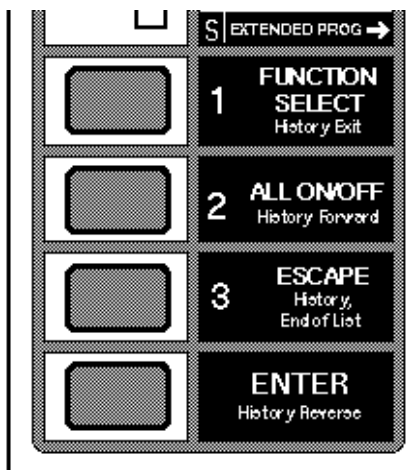 S EXTENDED PROG →
1 FUNCTION
SELECT
History Exit
2 ALL ON/OFF
History Forward
3 ESCAPE
History,
End of List
ENTER
History Reverse